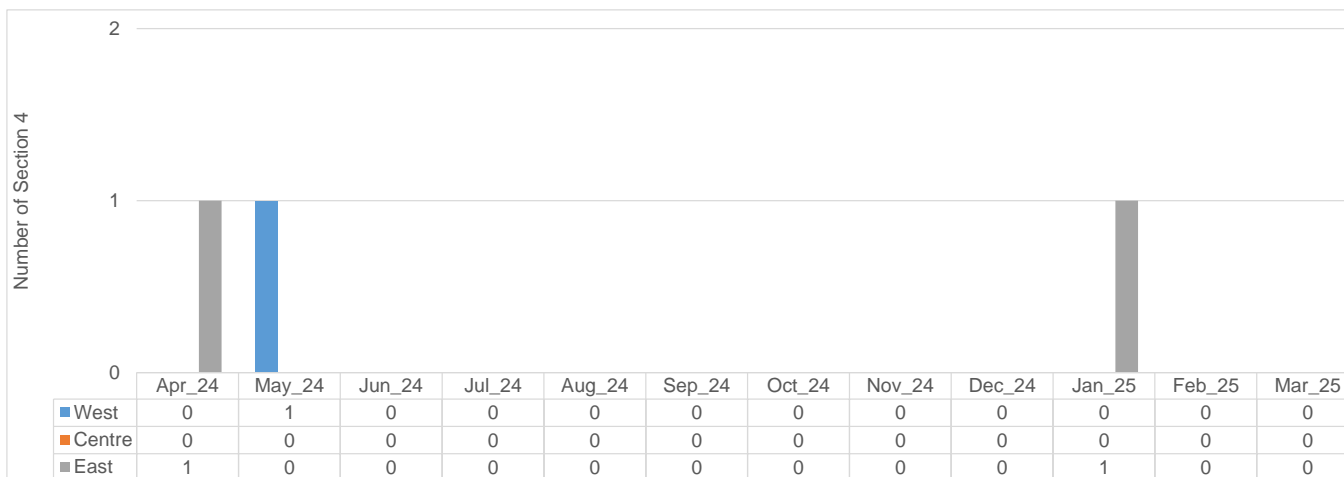 2
1
0
Number of Section 4
Apr_24 May_24 Jun_24 Jul_24 Aug_24 Sep_24 Oct_24 Nov_24 Dec_24 Jan_25 Feb_25 Mar_25
West 0 1 0 0 0 0 0 0 0 0 0 0
Centre 0 0 0 0 0 0 0 0 0 0 0 0
East 1 0 0 0 0 0 0 0 0 1 0 0